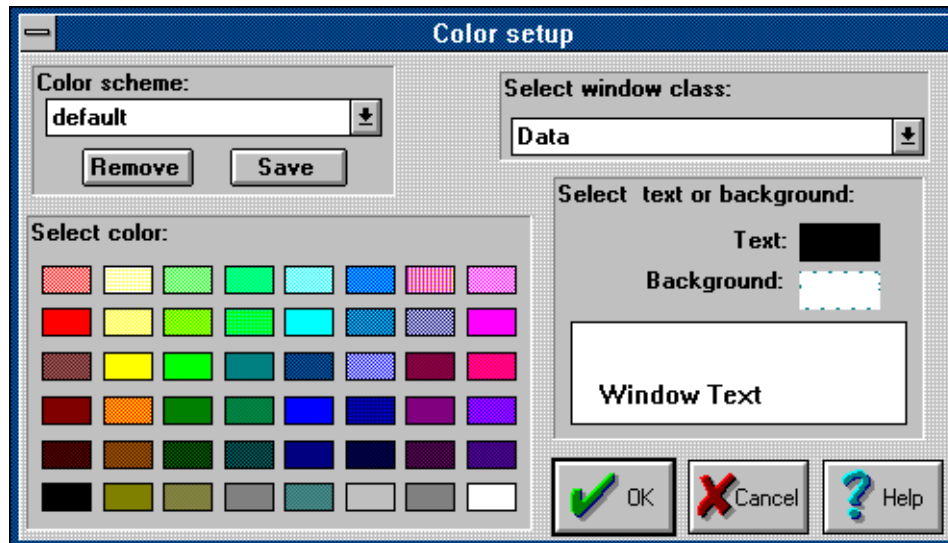 Color setup
Color scheme:
default
Remove Save
Select window class:
Data
Select color:
Select text or background:
Text:
Background:
Window Text
OK Cancel Help